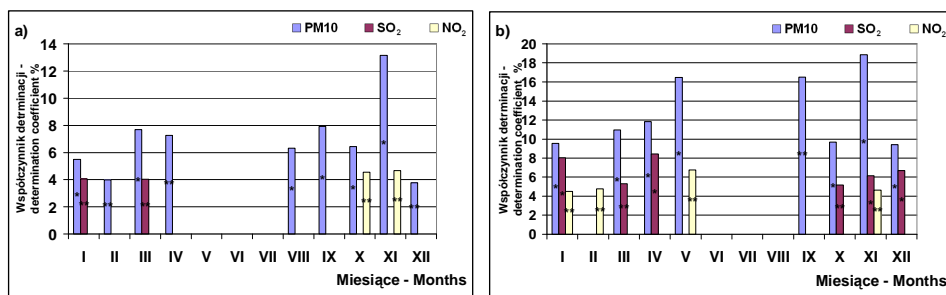 a)
PM10 SO₂ NO₂
Współczynnik detrminacji -
determination coefficient %
14
12
10
8
6
4
2
0
* ** ** * ** ** * * * ** * ** **
I II III IV V VI VII VIII IX X XI XII
Miesiące - Months
b)
PM10 SO₂ NO₂
Współczynnik detrminacji -
determination coefficient %
20
18
16
14
12
10
8
6
4
2
0
* * ** ** * ** * * * ** ** * ** * * ** * *
I II III IV V VI VII VIII IX X XI XII
Miesiące - Months